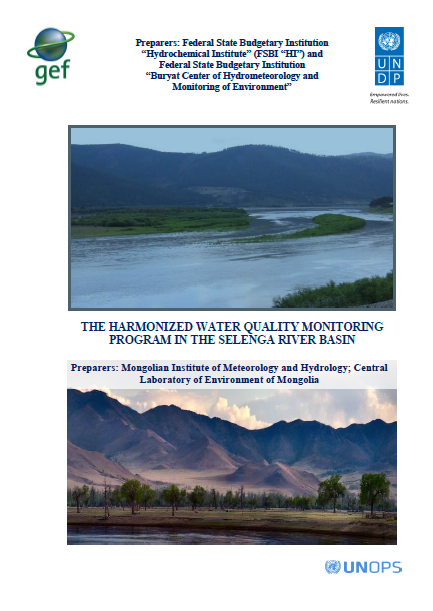 gef
Preparers: Federal State Budgetary Institution
“Hydrochemical Institute” (FSBI “HI”) and
Federal State Budgetary Institution
“Buryat Center of Hydrometeorology and
Monitoring of Environment”
U N
D P
Empowered lives.
Resilient nations.
THE HARMONIZED WATER QUALITY MONITORING
PROGRAM IN THE SELENGA RIVER BASIN
Preparers: Mongolian Institute of Meteorology and Hydrology; Central
Laboratory of Environment of Mongolia
UNOPS